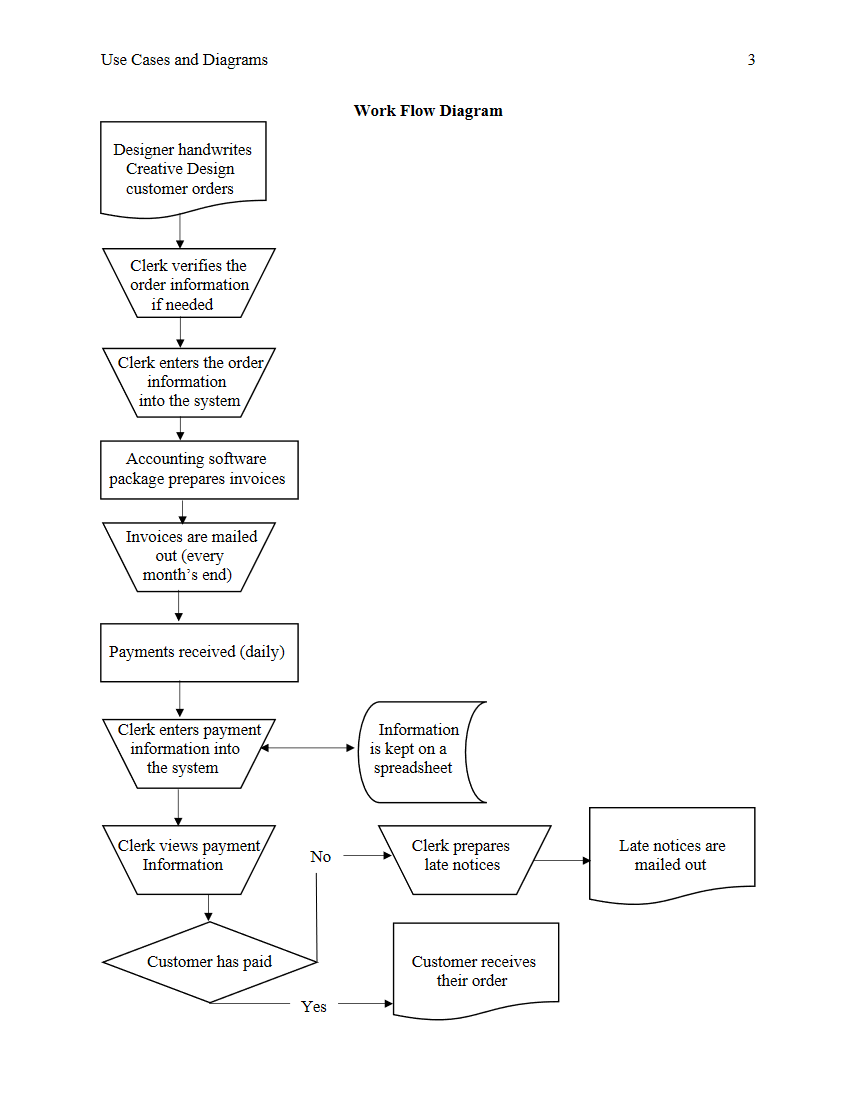 Use Cases and Diagrams 3
Work Flow Diagram
Designer handwrites
Creative Design
customer orders
Clerk verifies the
order information
if needed
Clerk enters the order
information
into the system
Accounting software
package prepares invoices
Invoices are mailed
out (every
month's end)
Payments received (daily)
Clerk enters payment
information into
the system
Information
is kept on a
spreadsheet
Clerk views payment
Information
No
Clerk prepares
late notices
Late notices are
mailed out
Customer has paid
Yes
Customer receives
their order